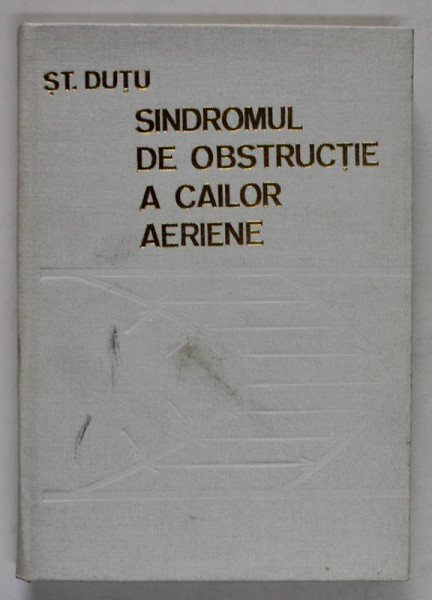 ȘT. DUȚU
SINDROMUL
DE OBSTRUCȚIE
A CAILOR
AERIENE